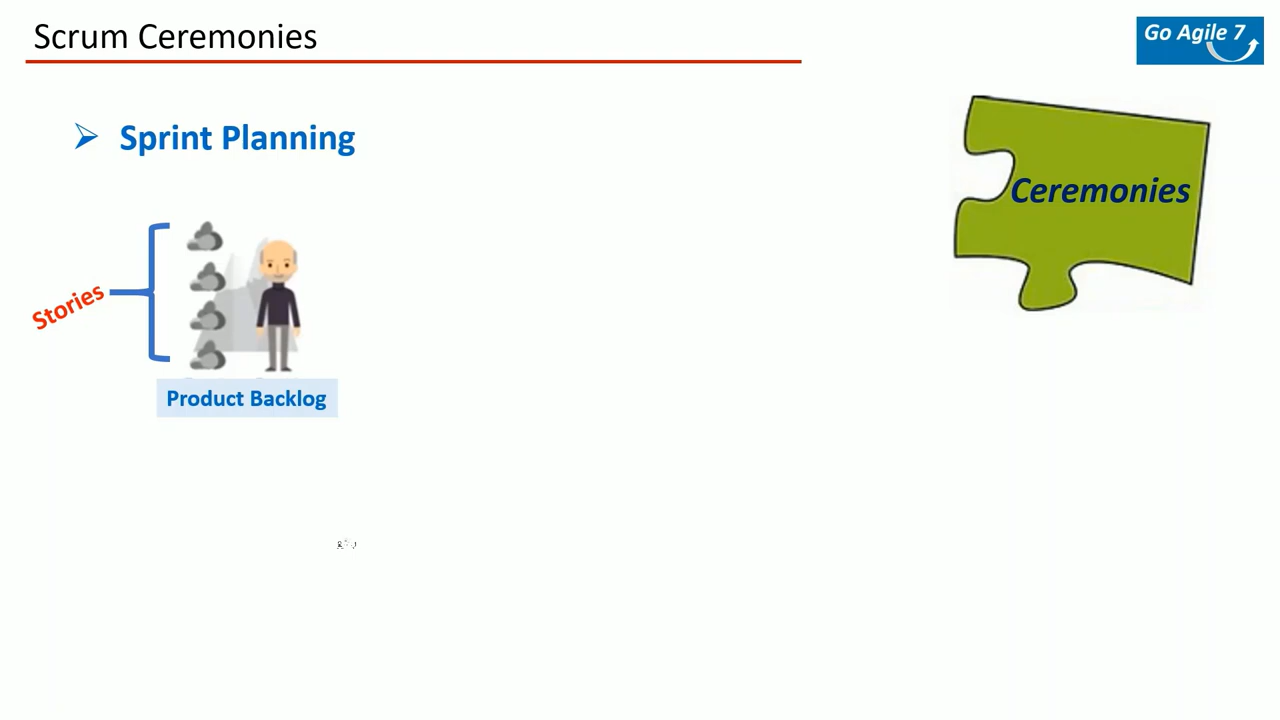 Scrum Ceremonies
Go Agile 7
Sprint Planning
Ceremonies
Stories
Product Backlog